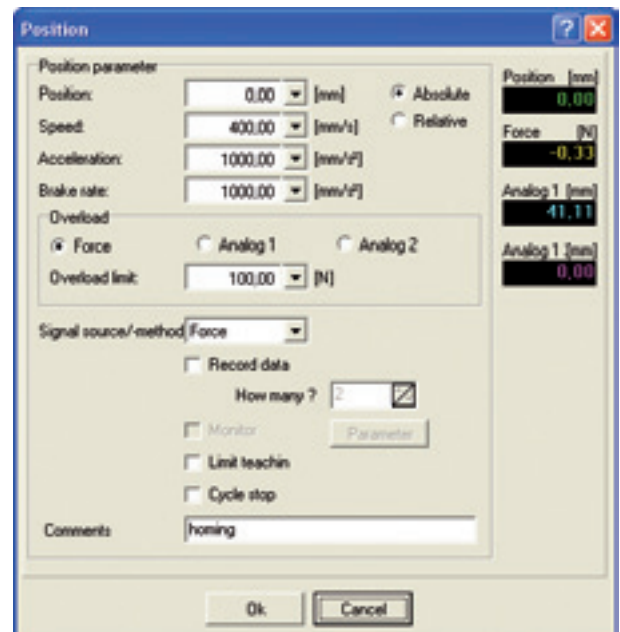 Position
Position parameter
Position: 0,00 [mm] Absolute
Speed: 400,00 [mm/s] Relative
Acceleration: 1000,00 [mm/s²]
Brake rate: 1000,00 [mm/s²]
Overload
Force Analog 1 Analog 2
Overload limit: 100,00 [N]
Signal source/-method Force
Record data
How many ? 2
Monitor Parameter
Limit teachin
Cycle stop
Comments homing
Ok Cancel
Position [mm]
0,00
Force [N]
-0,33
Analog 1 [mm]
41,11
Analog 1 [mm]
0,00